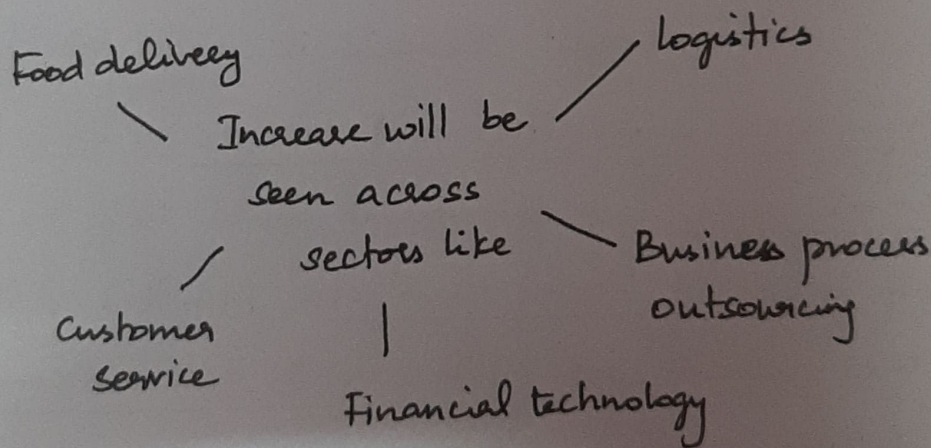 Food delivery
Logistics
Increase will be
seen across
sectors like
Business process
outsourcing
Customer
service
Financial technology